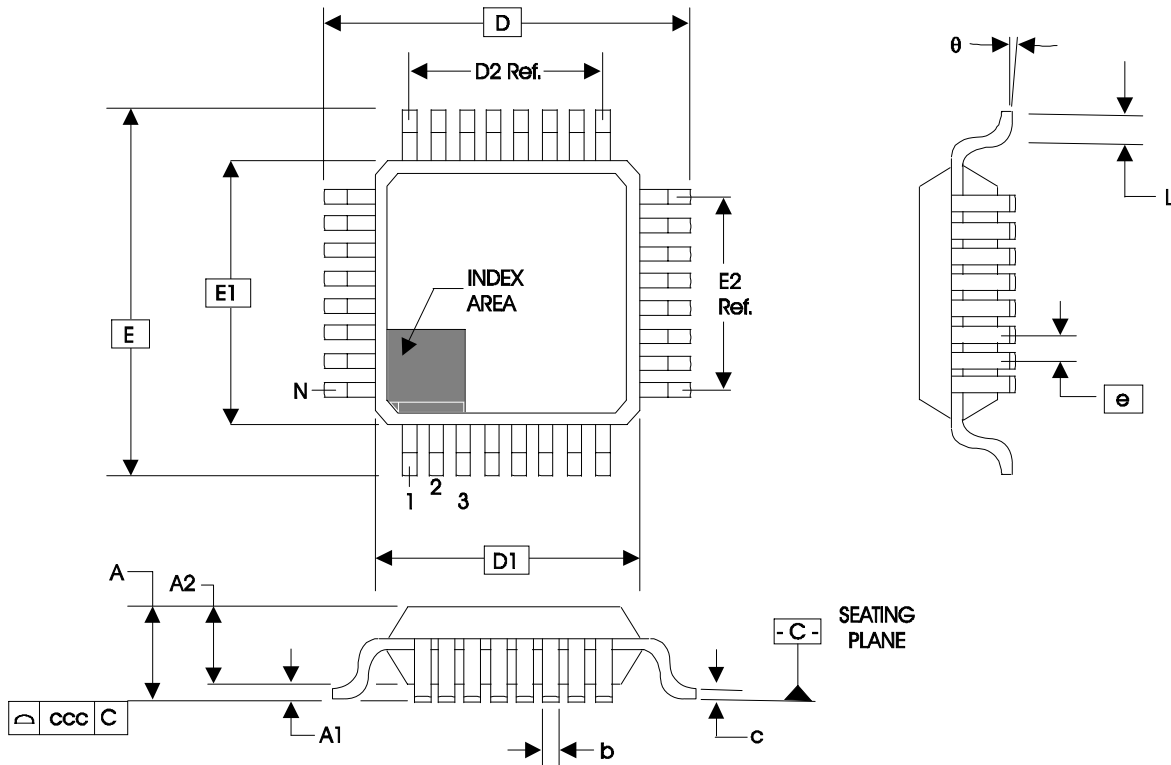 D
θ
D2 Ref.
L
E1
INDEX
AREA
E2
Ref.
E
N
e
1
2
3
D1
A
A2
- C -
SEATING
PLANE
⌓ ccc C
A1
b
c